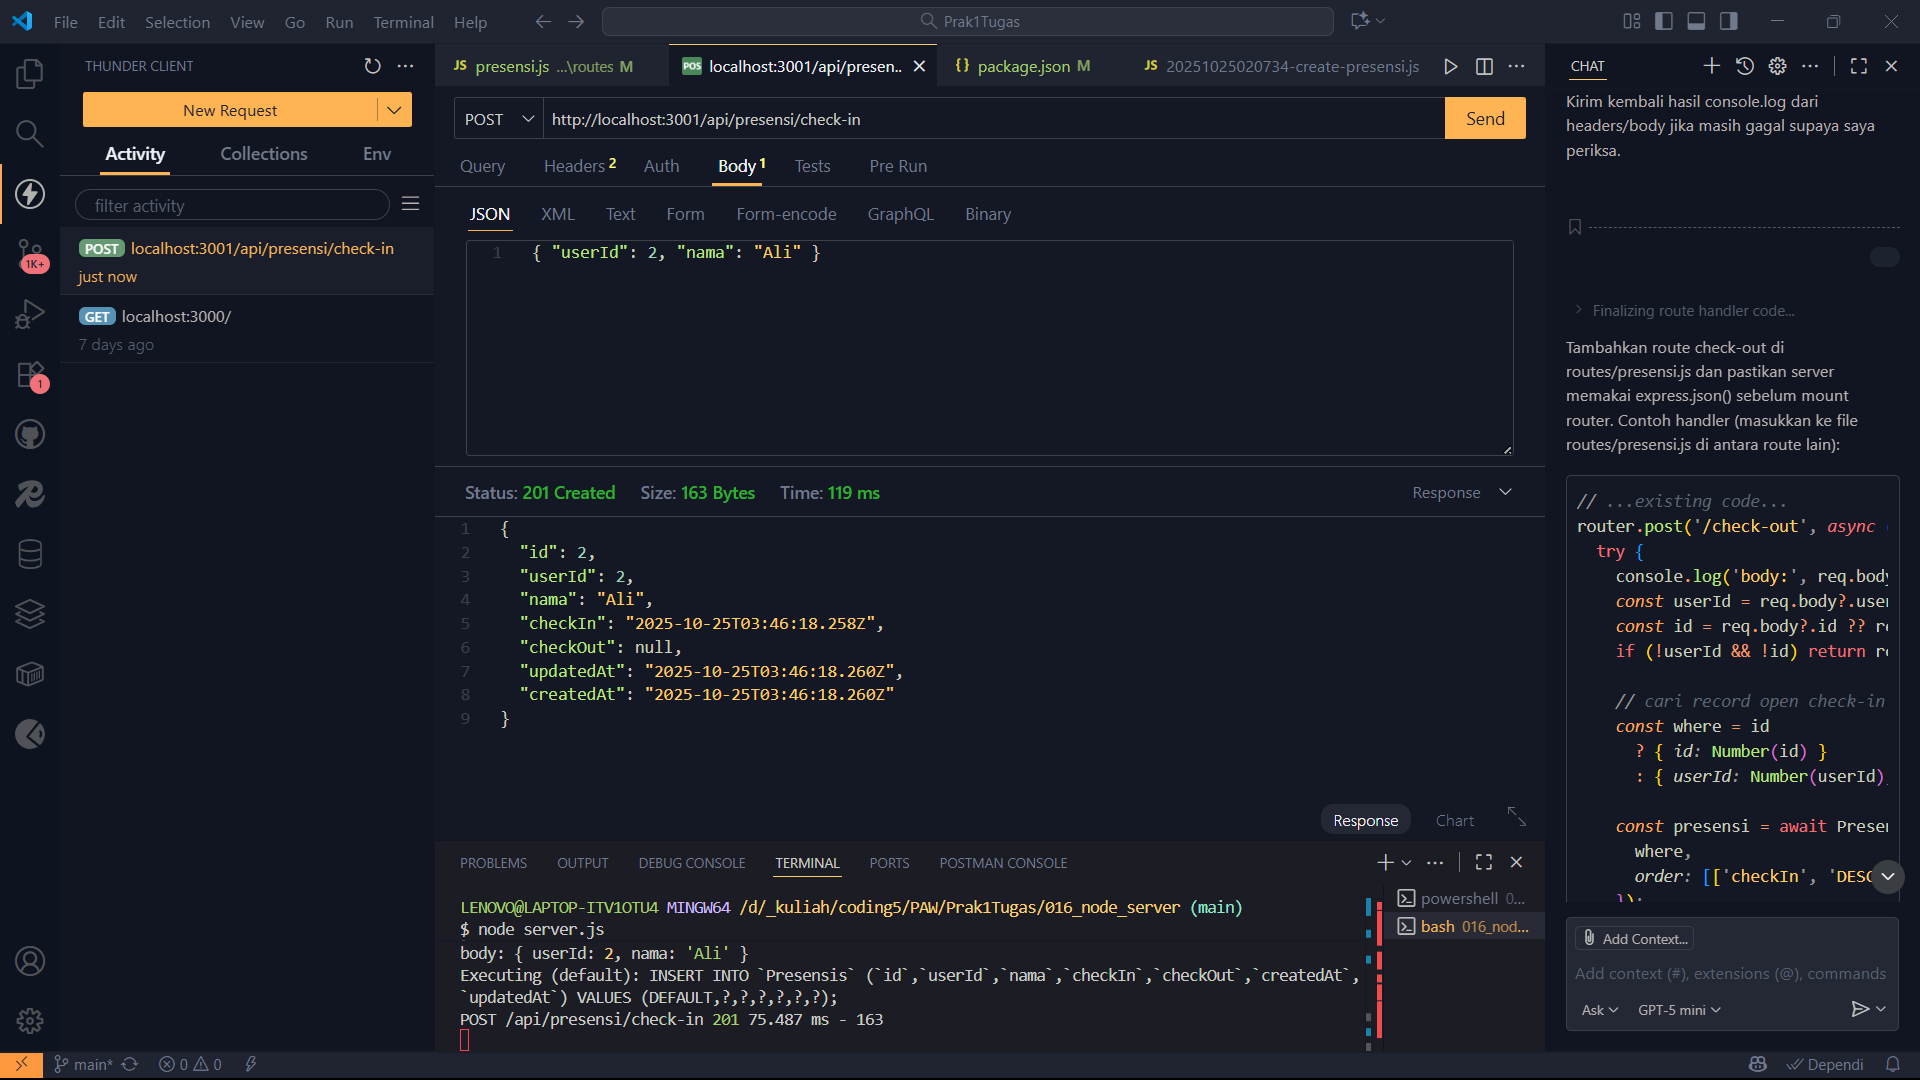 File Edit Selection View Go Run Terminal Help
Prak1Tugas
THUNDER CLIENT
New Request
Activity Collections Env
filter activity
POST localhost:3001/api/presensi/check-in
just now
GET localhost:3000/
7 days ago
1K+
1
JS presensi.js ...\routes M
POS localhost:3001/api/presen..
{} package.json M
JS 20251025020734-create-presensi.js
POST http://localhost:3001/api/presensi/check-in Send
Query Headers 2 Auth Body 1 Tests Pre Run
JSON XML Text Form Form-encode GraphQL Binary
1 { "userId": 2, "nama": "Ali" }
Status: 201 Created Size: 163 Bytes Time: 119 ms Response
1 {
2 "id": 2,
3 "userId": 2,
4 "nama": "Ali",
5 "checkIn": "2025-10-25T03:46:18.258Z",
6 "checkOut": null,
7 "updatedAt": "2025-10-25T03:46:18.260Z",
8 "createdAt": "2025-10-25T03:46:18.260Z"
9 }
Response Chart
PROBLEMS OUTPUT DEBUG CONSOLE TERMINAL PORTS POSTMAN CONSOLE
LENOVO@LAPTOP-ITV1OTU4 MINGW64 /d/_kuliah/coding5/PAW/Prak1Tugas/016_node_server (main)
$ node server.js
body: { userId: 2, nama: 'Ali' }
Executing (default): INSERT INTO `Presensis` (`id`,`userId`,`nama`,`checkIn`,`checkOut`,`createdAt`,
`updatedAt`) VALUES (DEFAULT,?,?,?,?,?,?);
POST /api/presensi/check-in 201 75.487 ms - 163
powershell 0...
bash 016_nod...
CHAT
Kirim kembali hasil console.log dari
headers/body jika masih gagal supaya saya
periksa.
Finalizing route handler code...
Tambahkan route check-out di
routes/presensi.js dan pastikan server
memakai express.json() sebelum mount
router. Contoh handler (masukkan ke file
routes/presensi.js di antara route lain):
// ...existing code...
router.post('/check-out', async (
try {
console.log('body:', req.body
const userId = req.body?.user
const id = req.body?.id ?? re
if (!userId && !id) return re
// cari record open check-in
const where = id
? { id: Number(id) }
: { userId: Number(userId)
const presensi = await Presen
where,
order: [['checkIn', 'DESC
});
Add Context...
Add context (#), extensions (@), commands
Ask GPT-5 mini
main* 0 0
Dependi